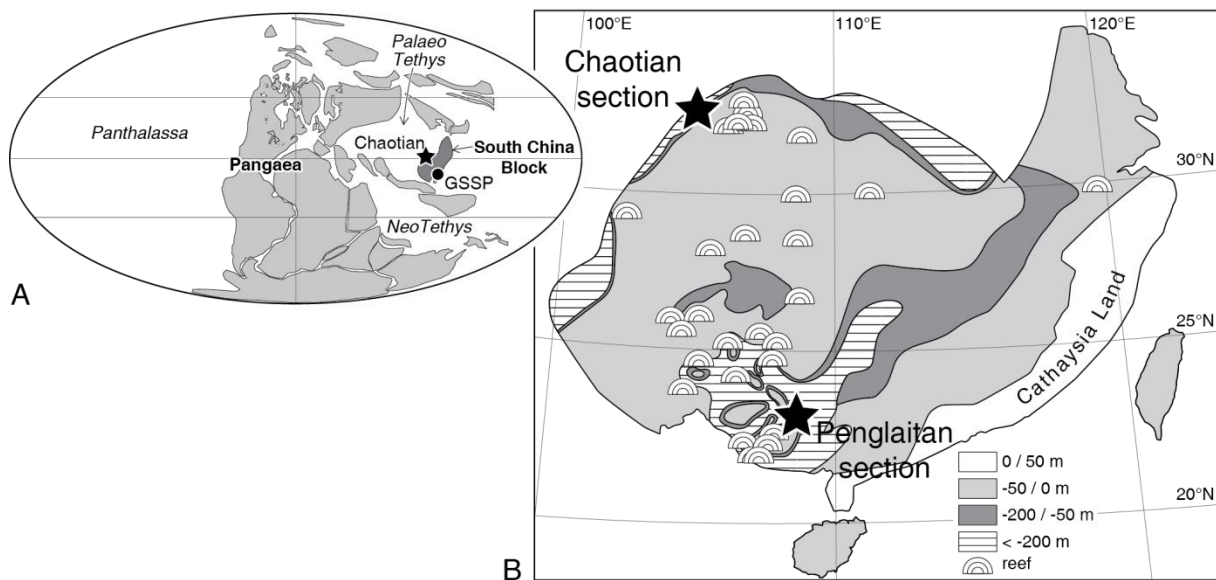 Palaeo
Tethys
Panthalassa
Chaotian
Pangaea
South China
Block
GSSP
NeoTethys
A
100°E
110°E
120°E
Chaotian
section
30°N
25°N
Cathaysia Land
Penglaitan
section
20°N
0 / 50 m
-50 / 0 m
-200 / -50 m
< -200 m
reef
B